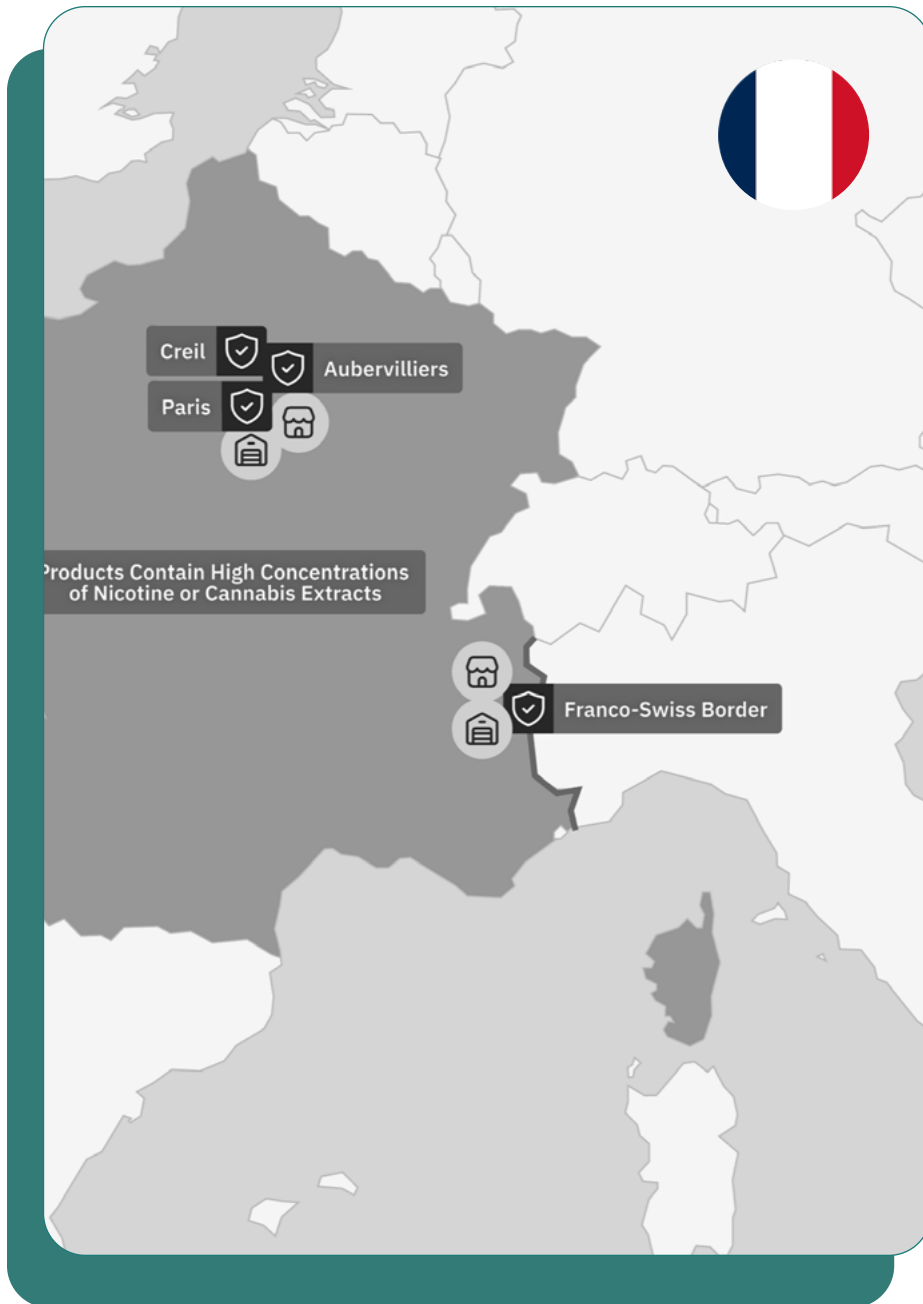 Creil
Aubervilliers
Paris
Products Contain High Concentrations
of Nicotine or Cannabis Extracts
Franco-Swiss Border